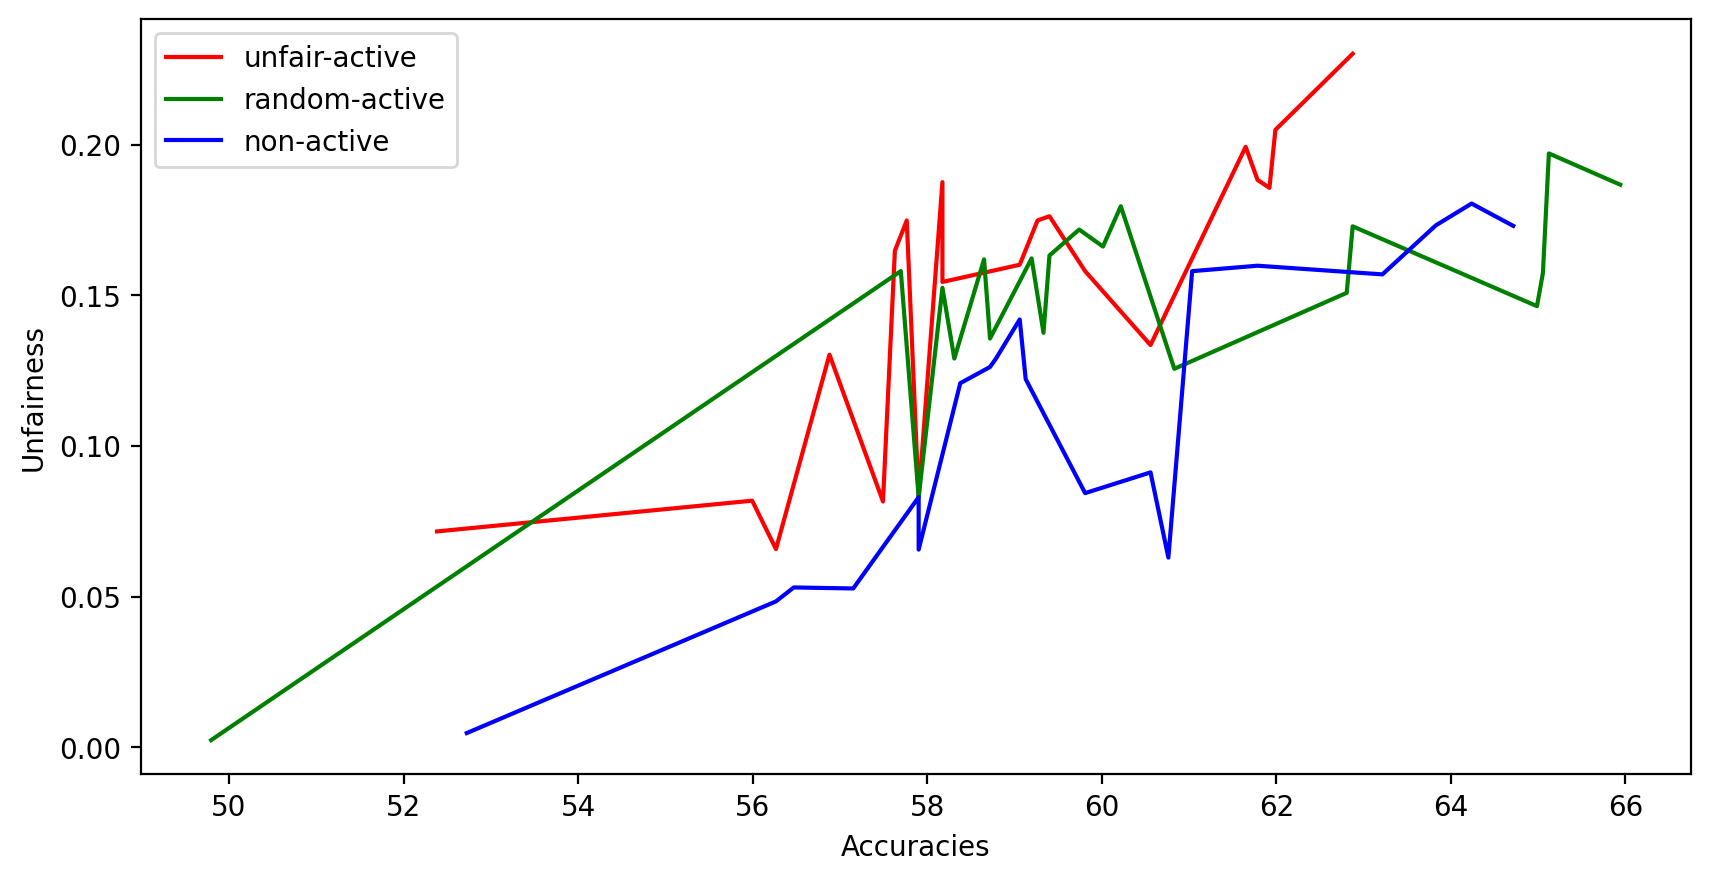 unfair-active
random-active
non-active
0.20
0.15
0.10
0.05
0.00
Unfairness
50 52 54 56 58 60 62 64 66
Accuracies